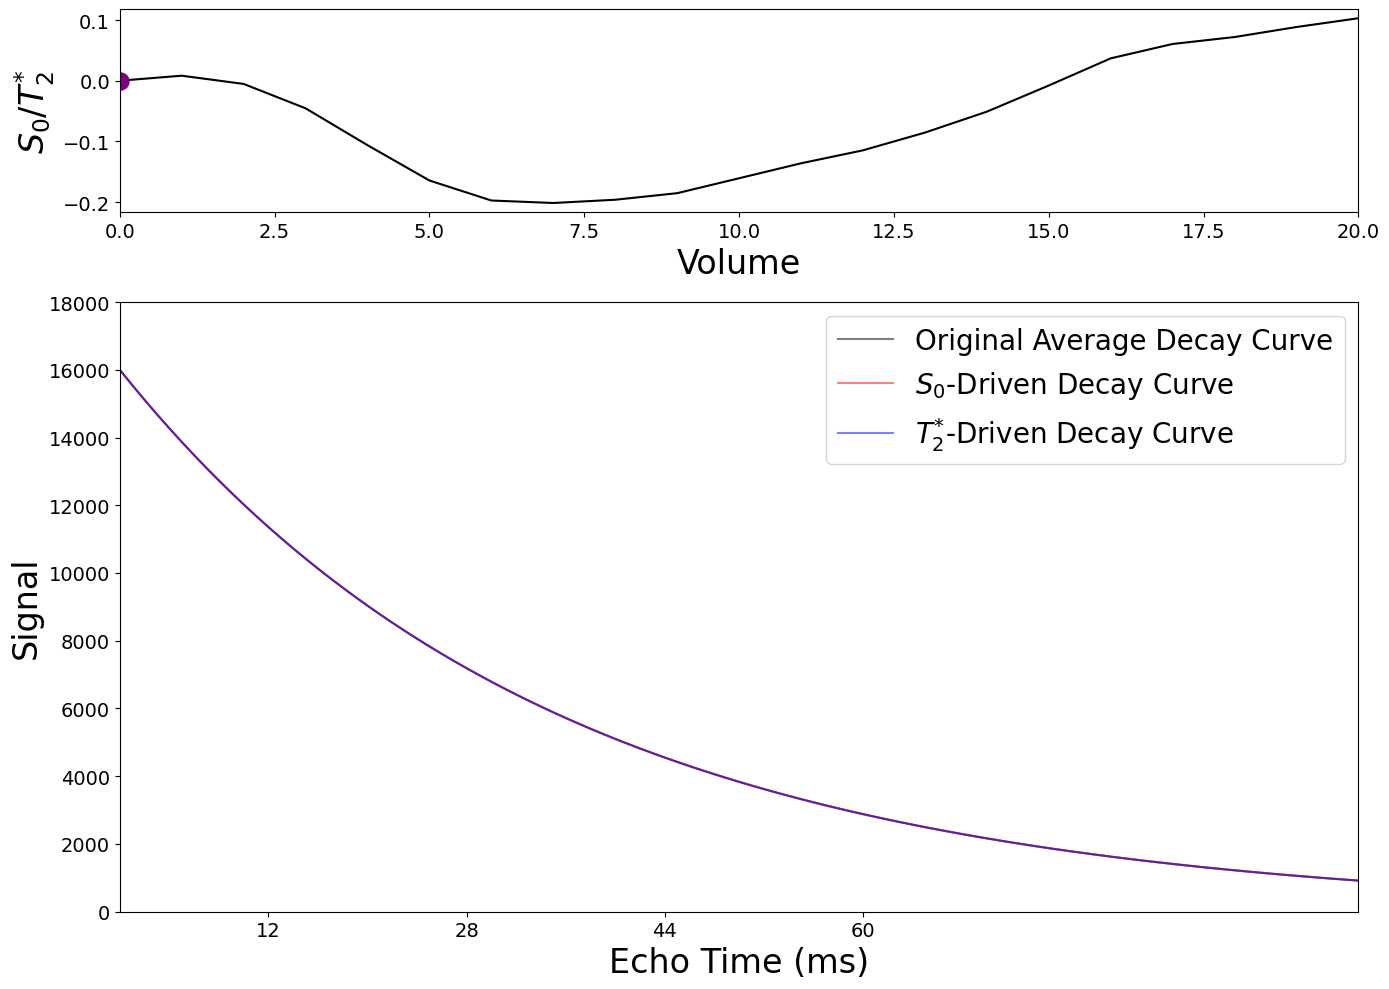 S₀/T₂*
0.1
0.0
−0.1
−0.2
0.0 2.5 5.0 7.5 10.0 12.5 15.0 17.5 20.0
Volume
18000
16000
14000
12000
10000
8000
6000
4000
2000
0
Signal
Original Average Decay Curve
S₀-Driven Decay Curve
T₂*-Driven Decay Curve
12 28 44 60
Echo Time (ms)